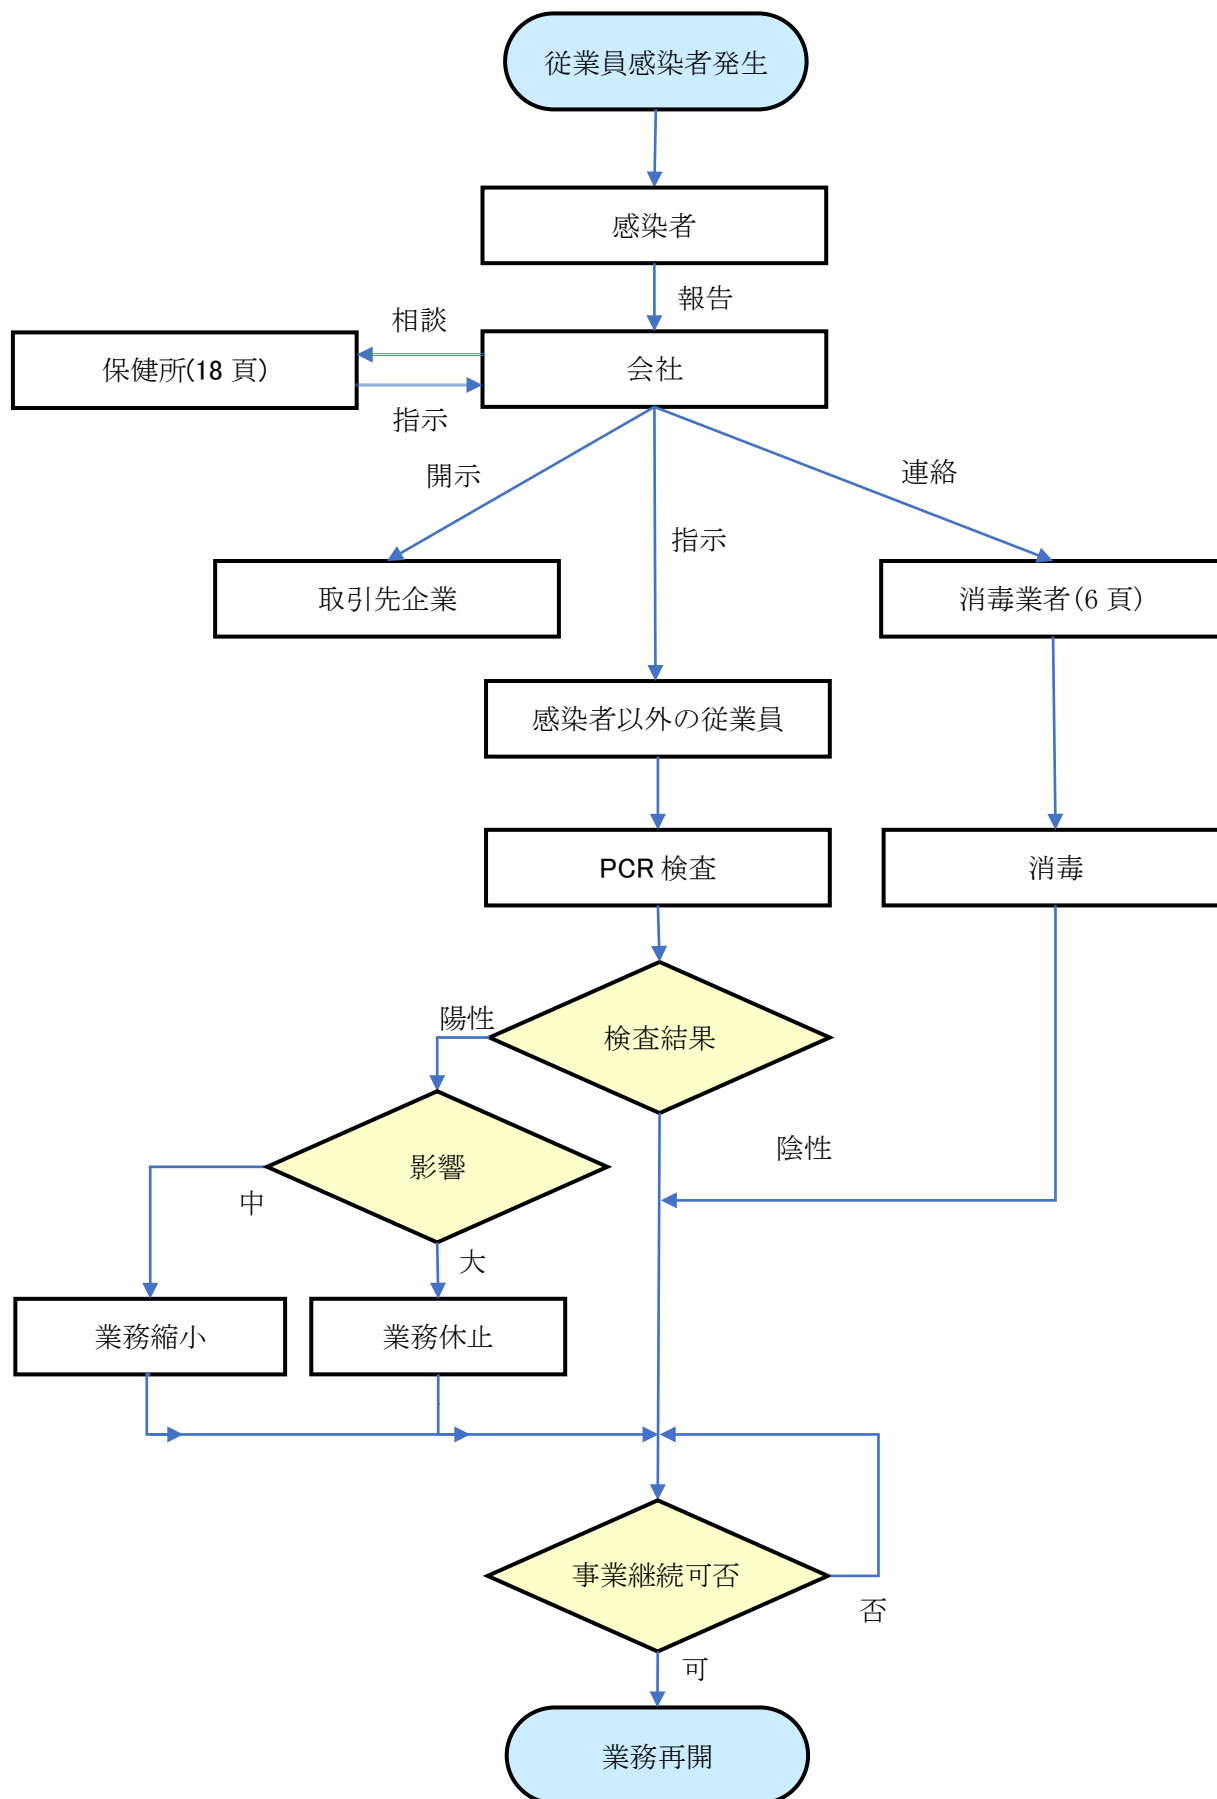 従業員感染者発生
感染者
報告
相談
保健所(18 頁)
会社
指示
開示
連絡
指示
取引先企業
消毒業者(6 頁)
感染者以外の従業員
PCR 検査
消毒
陽性
検査結果
陰性
影響
中
大
業務縮小
業務休止
事業継続可否
否
可
業務再開